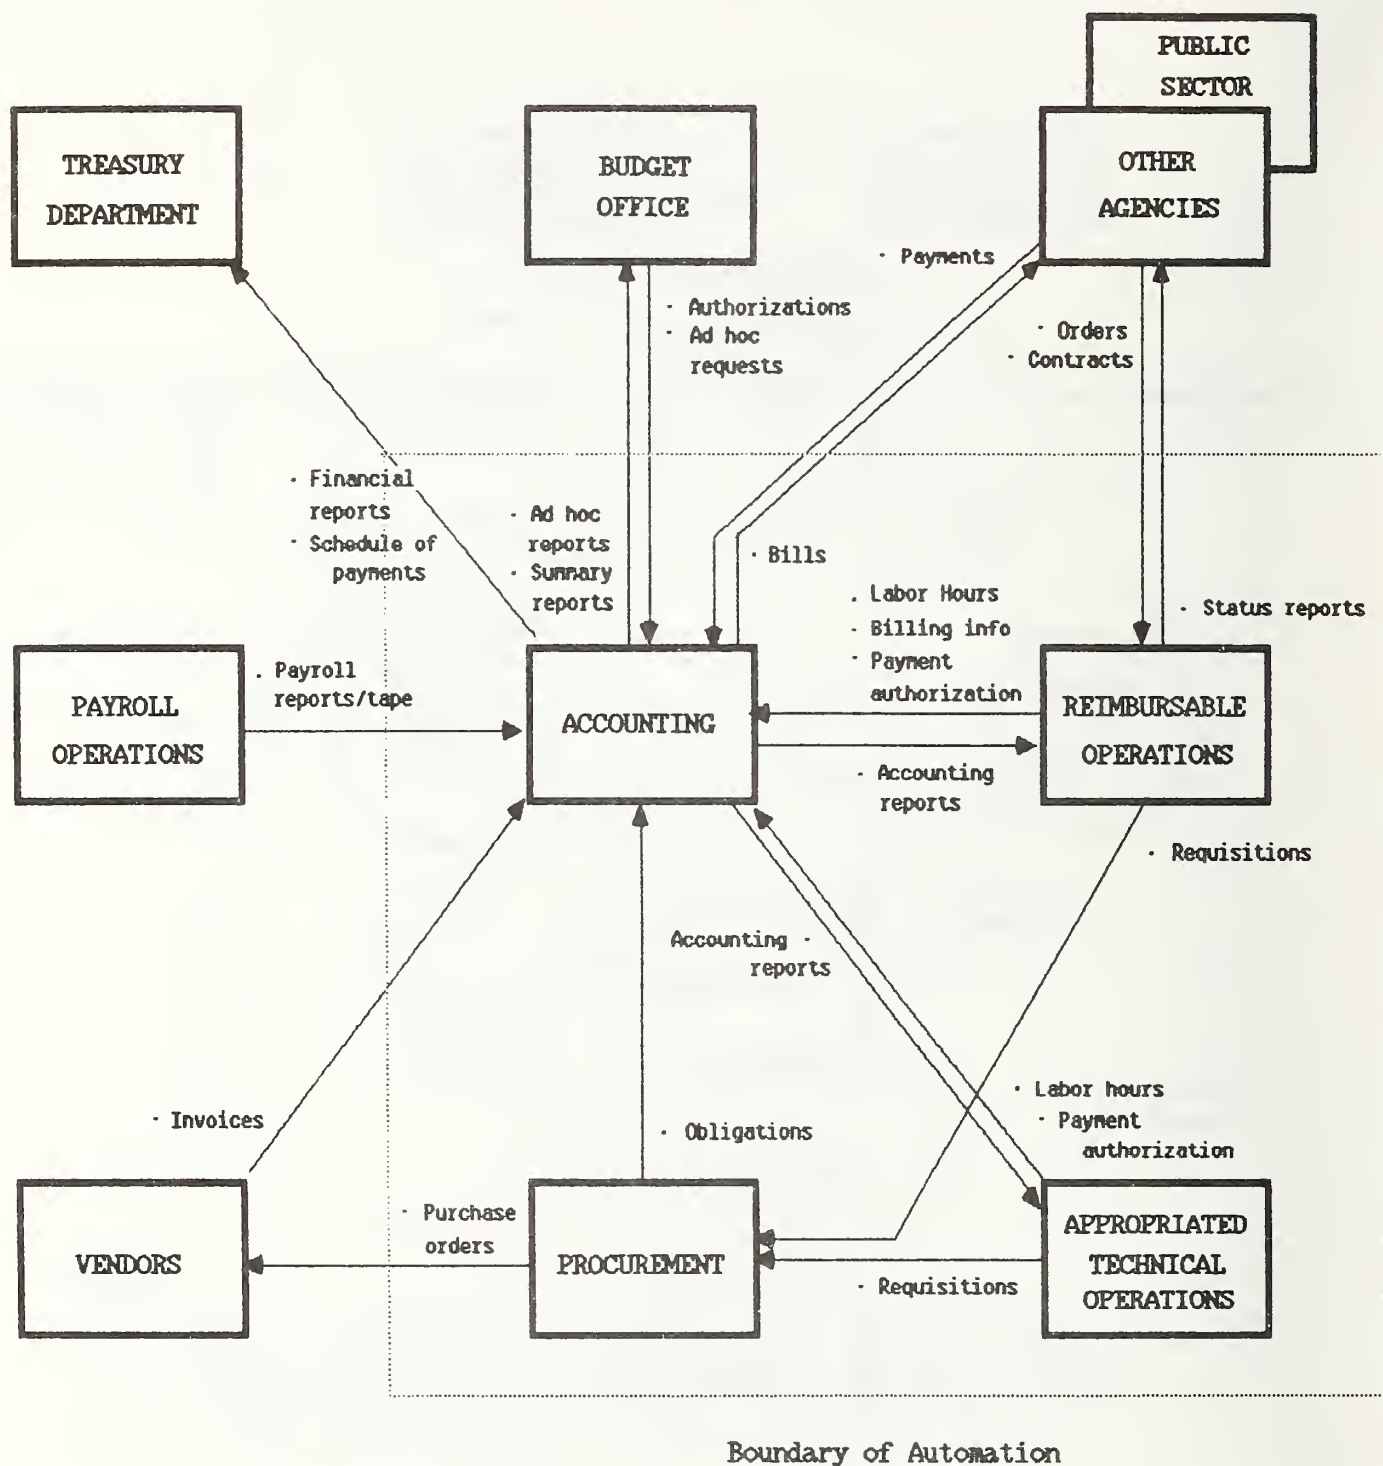 PUBLIC
SECTOR
TREASURY
DEPARTMENT
BUDGET
OFFICE
OTHER
AGENCIES
· Payments
· Authorizations
· Ad hoc
requests
· Orders
· Contracts
· Financial
reports
· Schedule of
payments
· Ad hoc
reports
· Summary
reports
· Bills
. Labor Hours
· Billing info
· Payment
authorization
· Status reports
PAYROLL
OPERATIONS
. Payroll
reports/tape
ACCOUNTING
REIMBURSABLE
OPERATIONS
· Accounting
reports
· Requisitions
Accounting ·
reports
· Invoices
· Obligations
· Labor hours
· Payment
authorization
VENDORS
· Purchase
orders
PROCUREMENT
· Requisitions
APPROPRIATED
TECHNICAL
OPERATIONS
Boundary of Automation